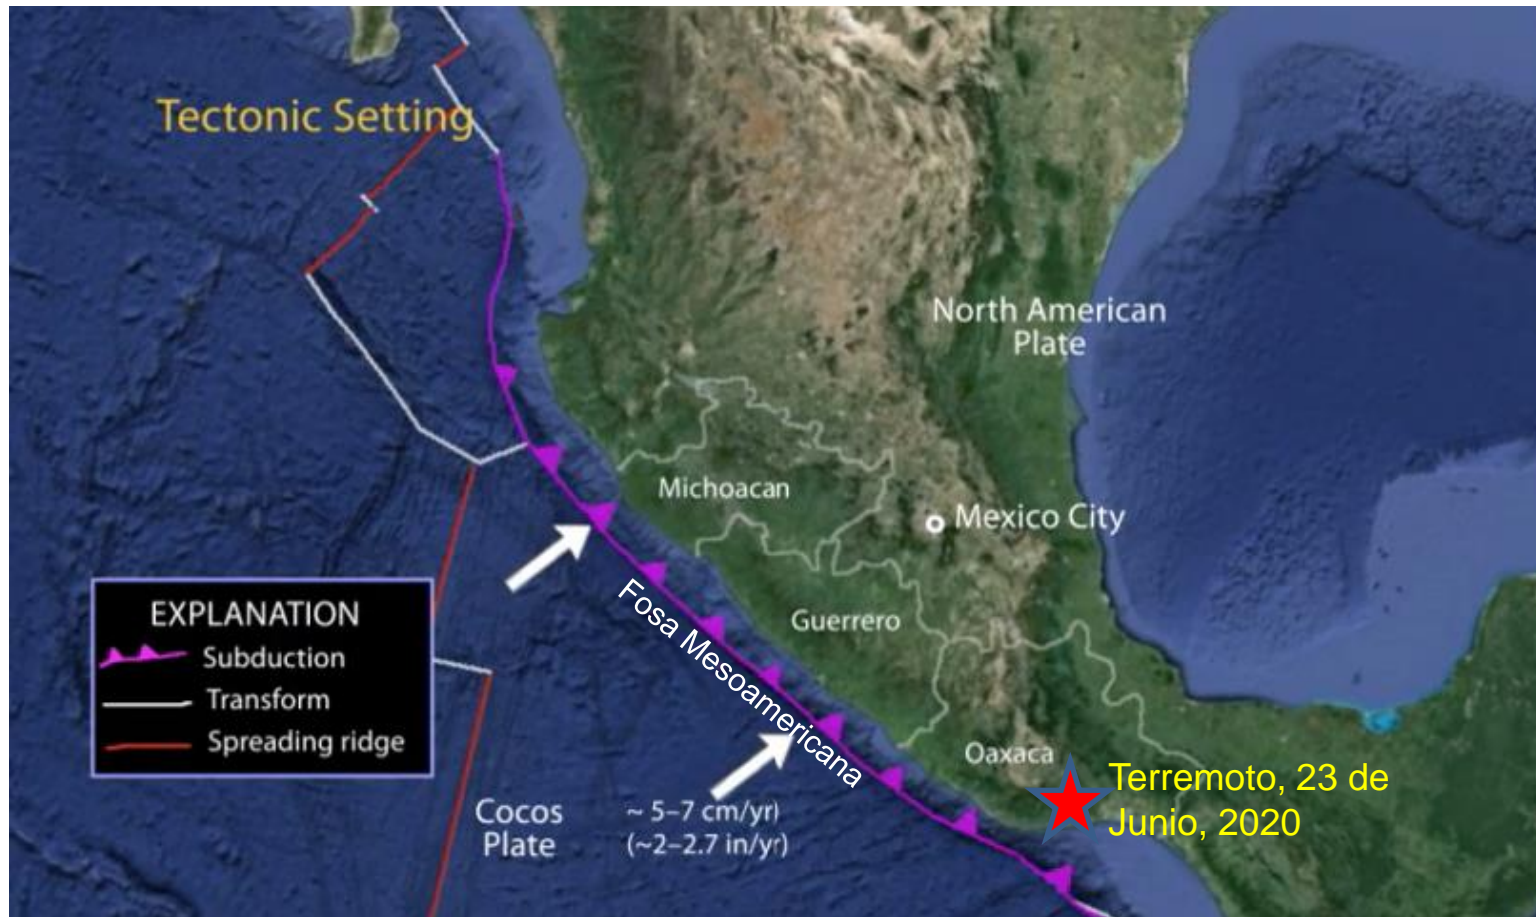 Tectonic Setting
North American
Plate
Michoacan
Mexico City
Fosa Mesoamericana
Guerrero
EXPLANATION
Subduction
Transform
Spreading ridge
Oaxaca
Terremoto, 23 de
Junio, 2020
Cocos
Plate
~ 5–7 cm/yr)
(~2–2.7 in/yr)